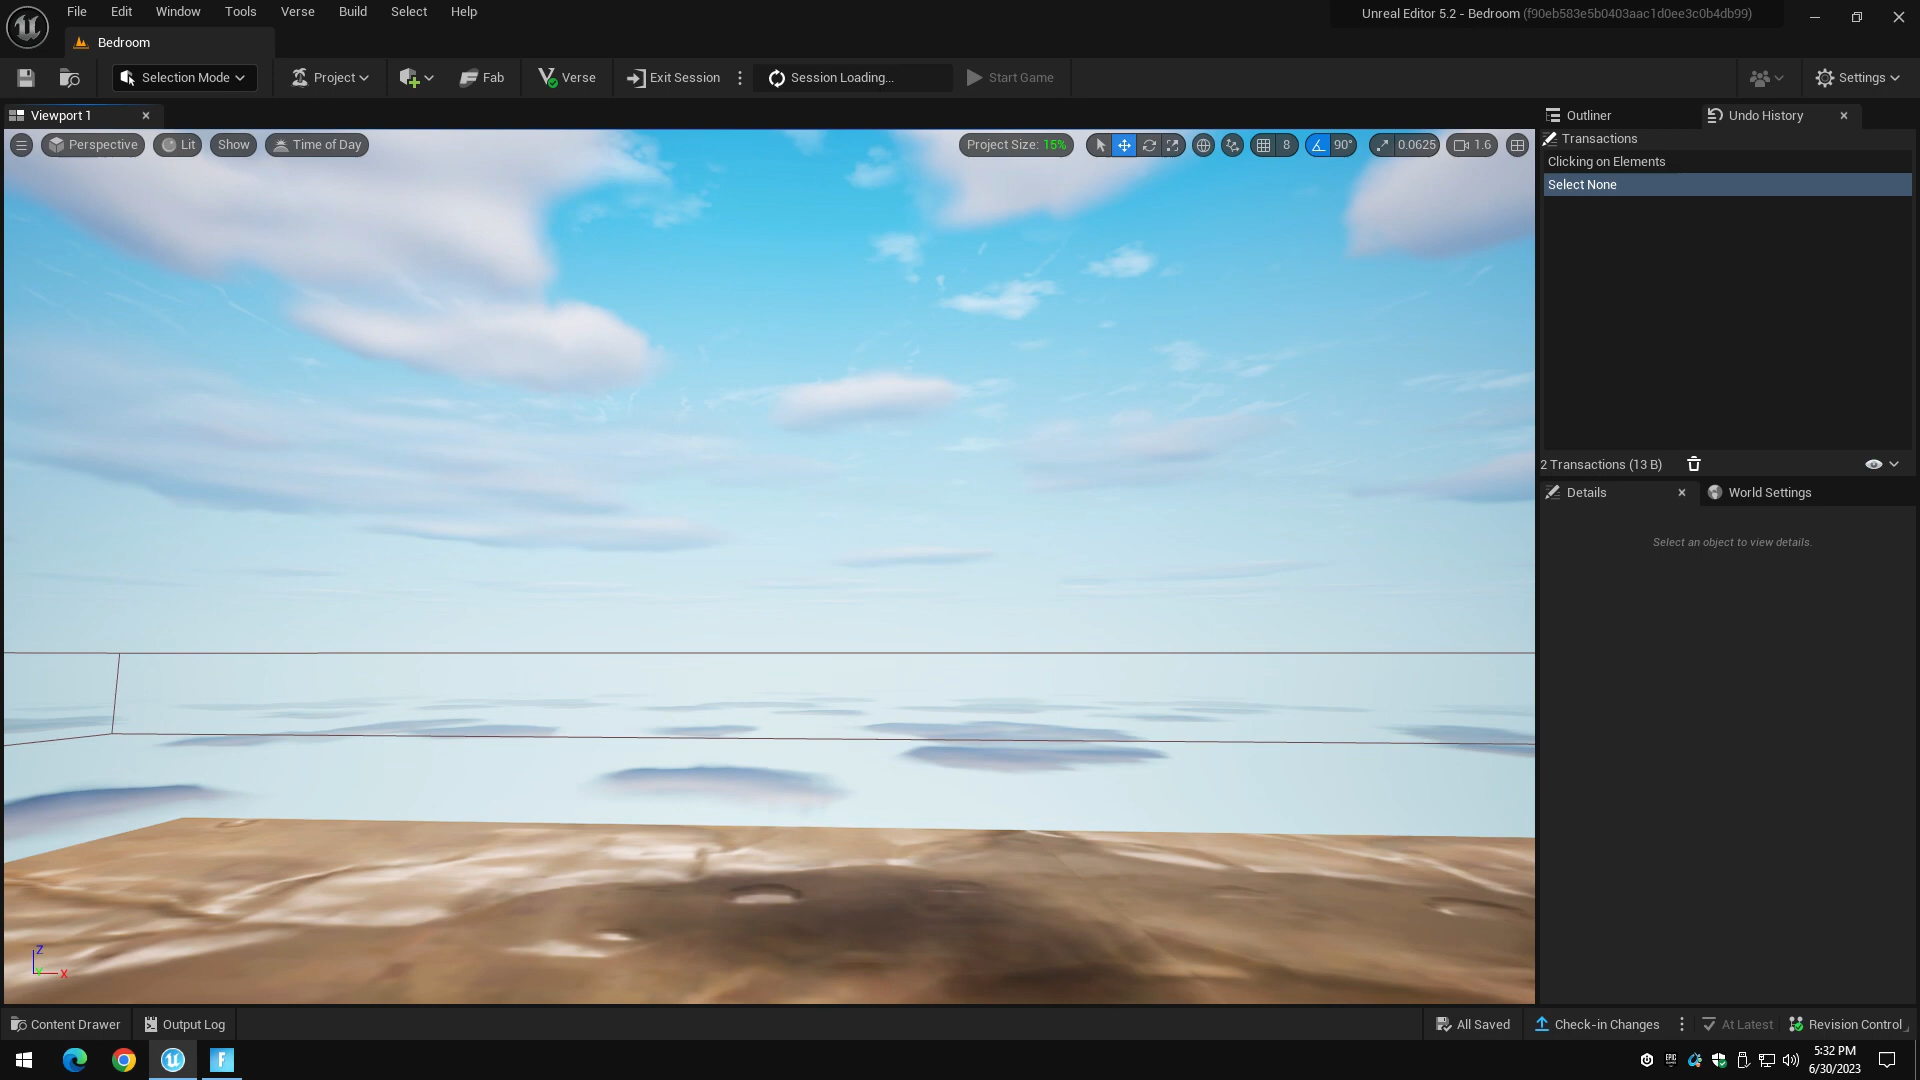 File Edit Window Tools Verse Build Select Help
Unreal Editor 5.2 - Bedroom (f90eb583e5b0403aac1d0ee3c0b4db99)
Bedroom
Selection Mode Project Fab Verse Exit Session Session Loading... Start Game Settings
Viewport 1
Outliner Undo History
Perspective Lit Show Time of Day Project Size: 15% 8 90° 0.0625 1.6
Transactions
Clicking on Elements
Select None
2 Transactions (13 B)
Details World Settings
Select an object to view details.
Z
Y X
Content Drawer Output Log All Saved Check-in Changes At Latest Revision Control
5:32 PM
6/30/2023